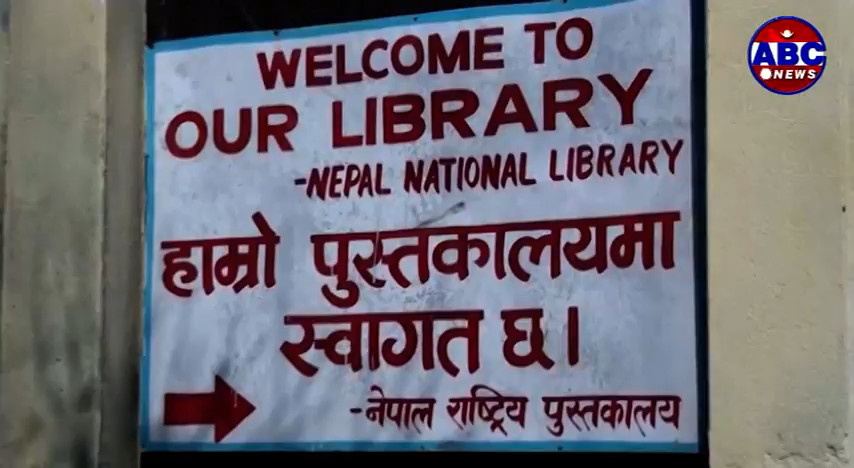 WELCOME TO
OUR LIBRARY
-NEPAL NATIONAL LIBRARY
हाम्रो पुस्तकालयमा
स्वागत छ।
-नेपाल राष्ट्रिय पुस्तकालय
ABC
NEWS